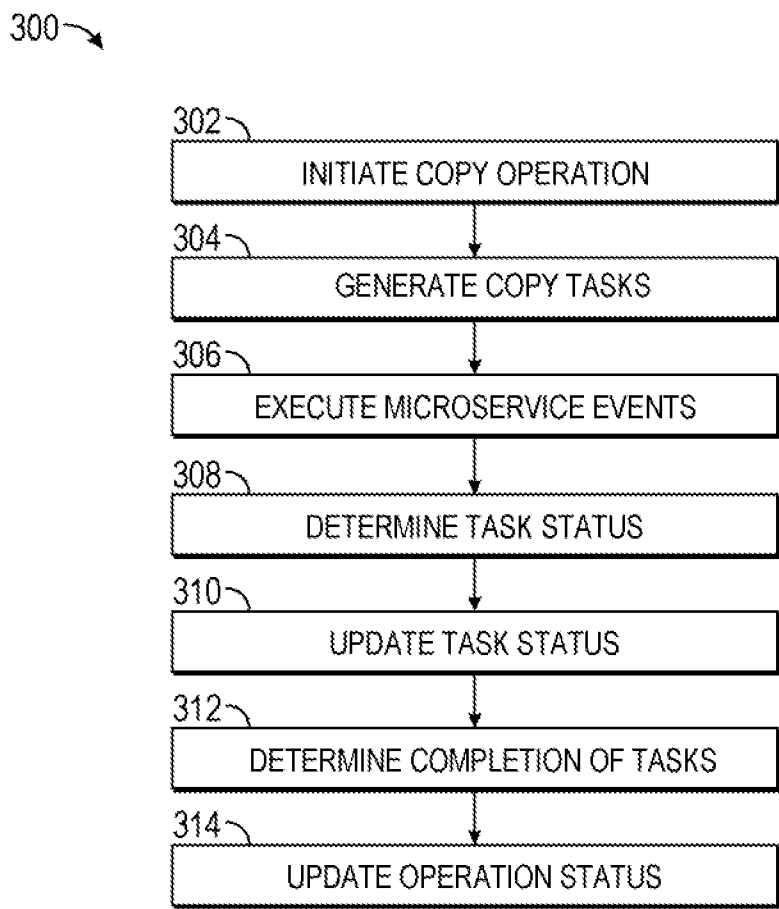 300
302
INITIATE COPY OPERATION
304
GENERATE COPY TASKS
306
EXECUTE MICROSERVICE EVENTS
308
DETERMINE TASK STATUS
310
UPDATE TASK STATUS
312
DETERMINE COMPLETION OF TASKS
314
UPDATE OPERATION STATUS